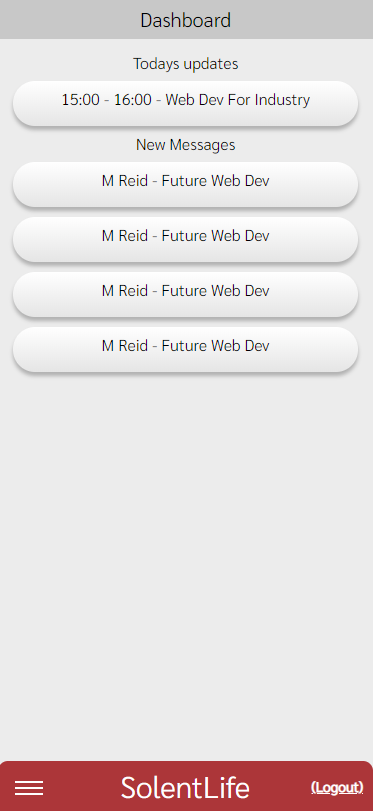 Dashboard
Todays updates
15:00 - 16:00 - Web Dev For Industry
New Messages
M Reid - Future Web Dev
M Reid - Future Web Dev
M Reid - Future Web Dev
M Reid - Future Web Dev
SolentLife
(Logout)